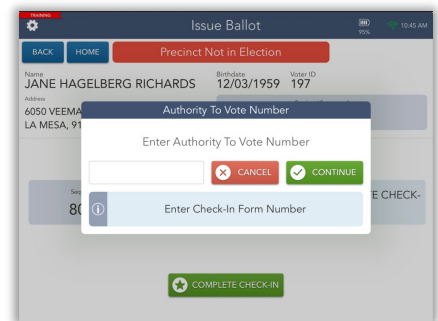 TRAINING
Issue Ballot
95%
10:45 AM
BACK
HOME
Precinct Not in Election
Name
Birthdate
Voter ID
JANE HAGELBERG RICHARDS
12/03/1959
197
Address
6050 VEEMA
LA MESA, 91
Authority To Vote Number
Enter Authority To Vote Number
CANCEL
CONTINUE
Enter Check-In Form Number
Seq
80
E CHECK-
COMPLETE CHECK-IN